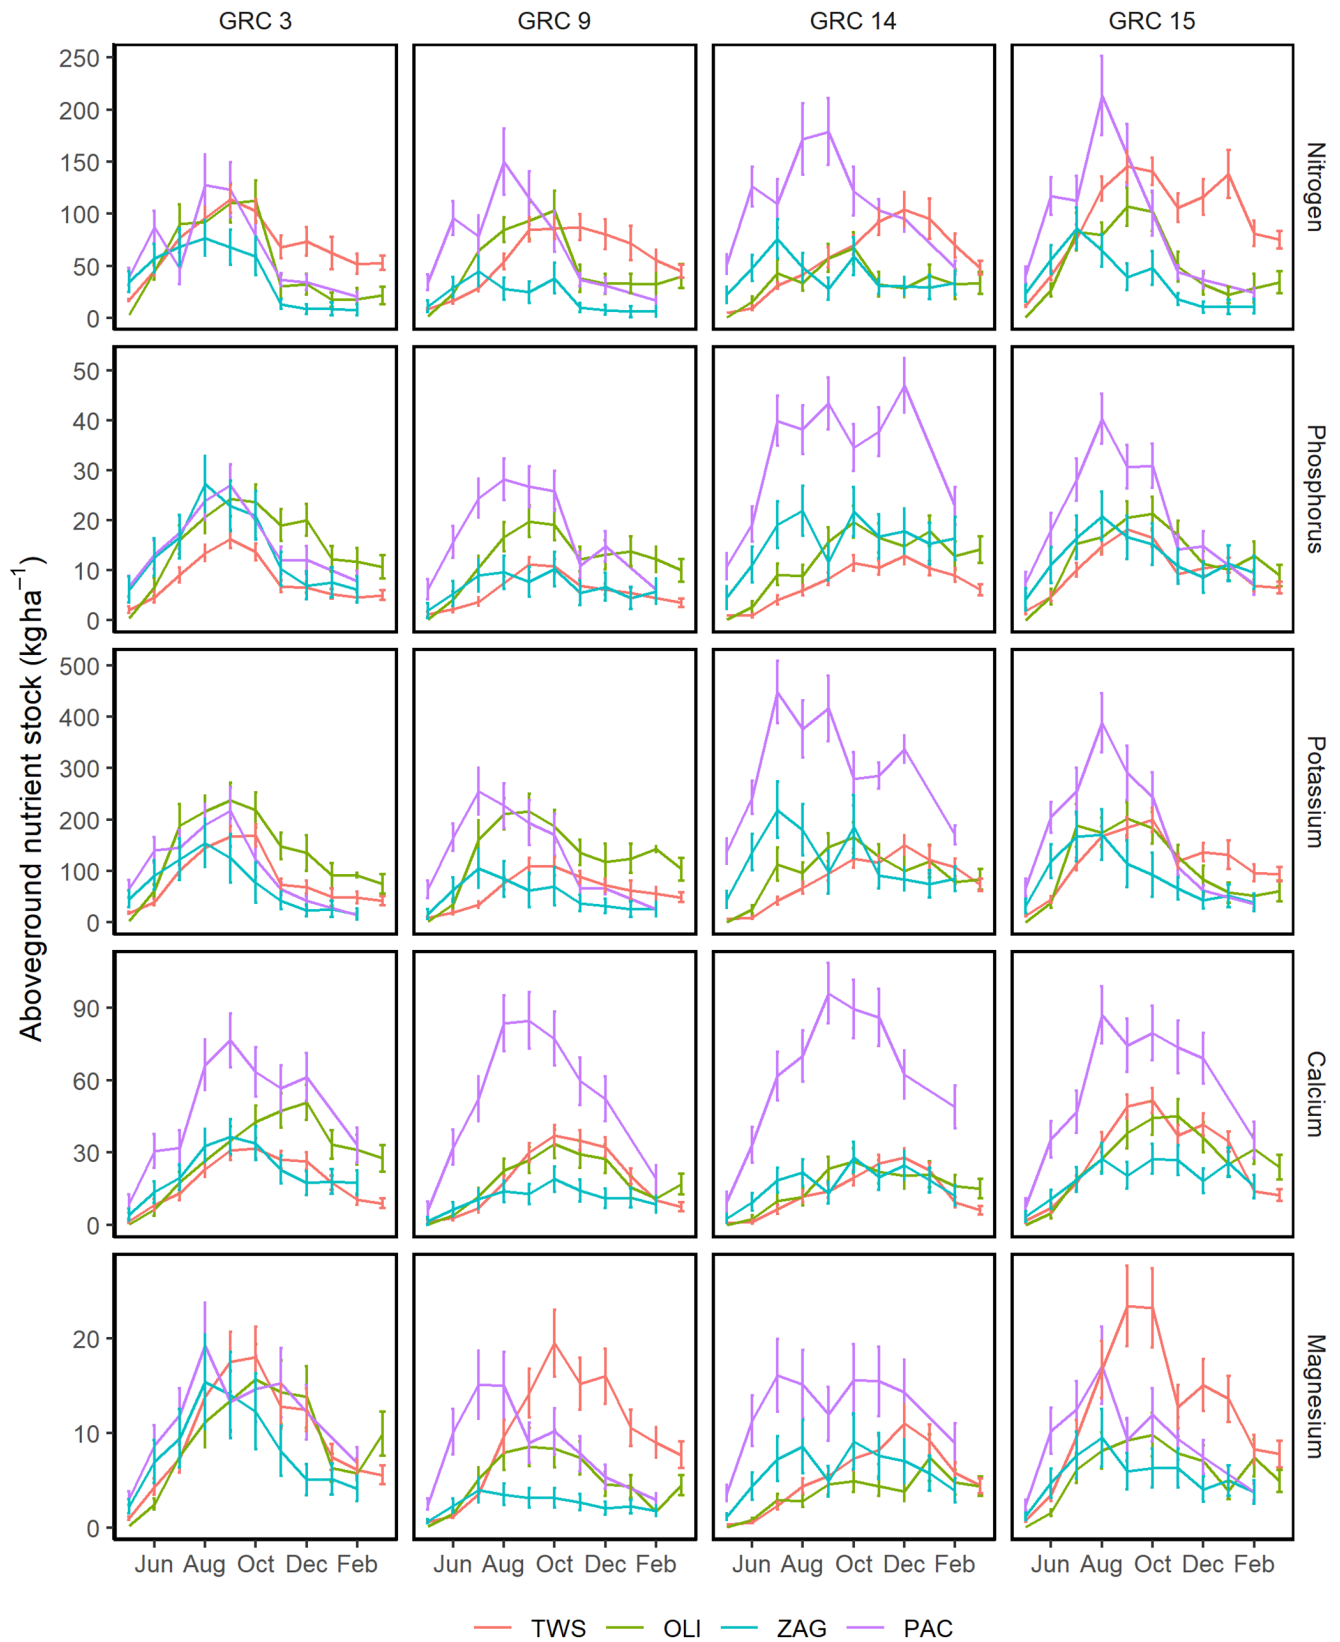 GRC 3 GRC 9 GRC 14 GRC 15
250
200
150
100
50
0
Nitrogen
50
40
30
20
10
0
Phosphorus
500
400
300
200
100
0
Potassium
90
60
30
0
Calcium
20
10
0
Magnesium
Aboveground nutrient stock (kgha⁻¹)
Jun Aug Oct Dec Feb Jun Aug Oct Dec Feb Jun Aug Oct Dec Feb Jun Aug Oct Dec Feb
TWS OLI ZAG PAC